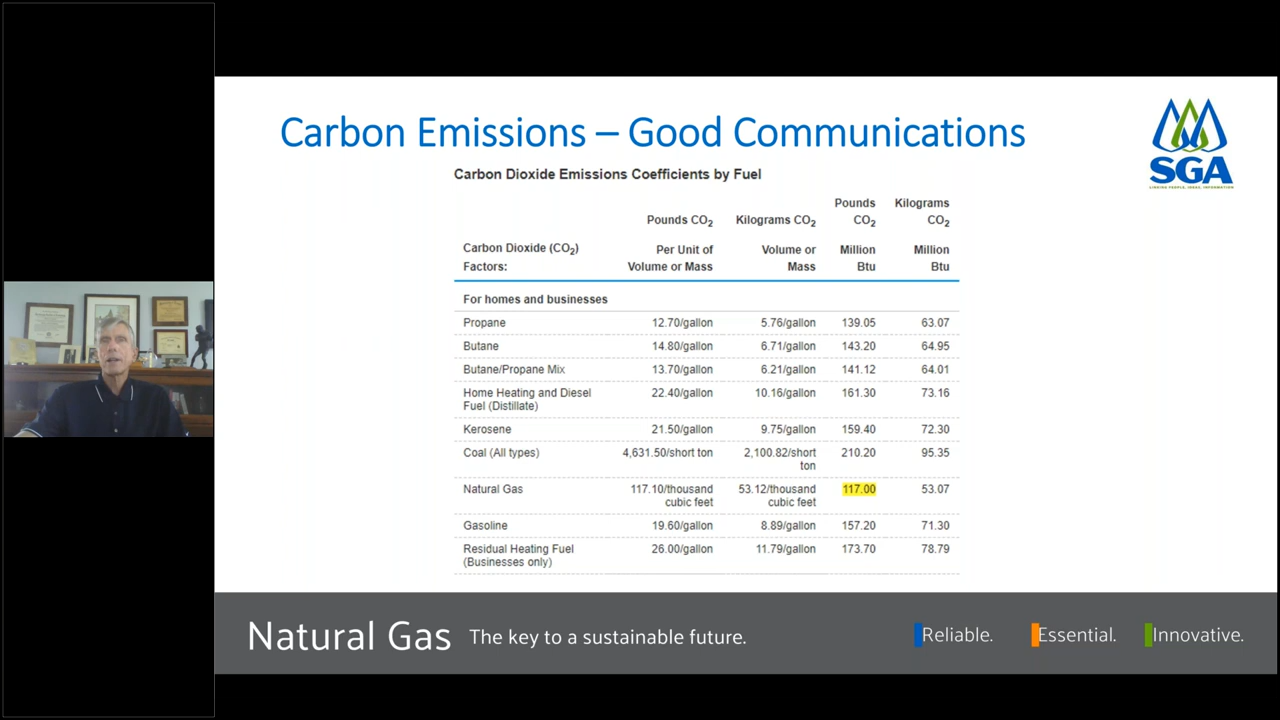 Carbon Emissions – Good Communications
SGA
LINKING PEOPLE, IDEAS, INFORMATION
Carbon Dioxide Emissions Coefficients by Fuel
Pounds CO2 Kilograms CO2 Pounds CO2 Kilograms CO2
Carbon Dioxide (CO2) Factors: Per Unit of Volume or Mass Volume or Mass Million Btu Million Btu
For homes and businesses
Propane 12.70/gallon 5.76/gallon 139.05 63.07
Butane 14.80/gallon 6.71/gallon 143.20 64.95
Butane/Propane Mix 13.70/gallon 6.21/gallon 141.12 64.01
Home Heating and Diesel Fuel (Distillate) 22.40/gallon 10.16/gallon 161.30 73.16
Kerosene 21.50/gallon 9.75/gallon 159.40 72.30
Coal (All types) 4,631.50/short ton 2,100.82/short ton 210.20 95.35
Natural Gas 117.10/thousand cubic feet 53.12/thousand cubic feet 117.00 53.07
Gasoline 19.60/gallon 8.89/gallon 157.20 71.30
Residual Heating Fuel (Businesses only) 26.00/gallon 11.79/gallon 173.70 78.79
Natural Gas The key to a sustainable future. Reliable. Essential. Innovative.